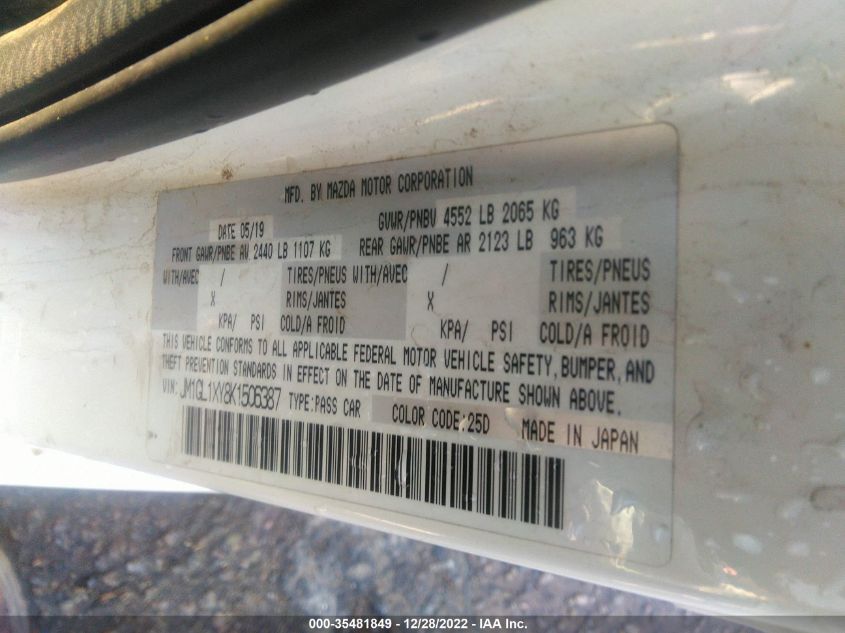 MFD. BY MAZDA MOTOR CORPORATION
DATE 05/19 GVWR/PNBV 4552 LB 2065 KG
FRONT GAWR/PNBE AV 2440 LB 1107 KG REAR GAWR/PNBE AR 2123 LB 963 KG
WITH/AVEC / TIRES/PNEUS WITH/AVEC / TIRES/PNEUS
X RIMS/JANTES X RIMS/JANTES
KPA/ PSI COLD/A FROID KPA/ PSI COLD/A FROID
THIS VEHICLE CONFORMS TO ALL APPLICABLE FEDERAL MOTOR VEHICLE SAFETY, BUMPER, AND
THEFT PREVENTION STANDARDS IN EFFECT ON THE DATE OF MANUFACTURE SHOWN ABOVE.
VIN: JM1GL1XY8K1506387 TYPE:PASS CAR COLOR CODE:25D MADE IN JAPAN
000-35481849 • 12/28/2022 - IAA Inc.